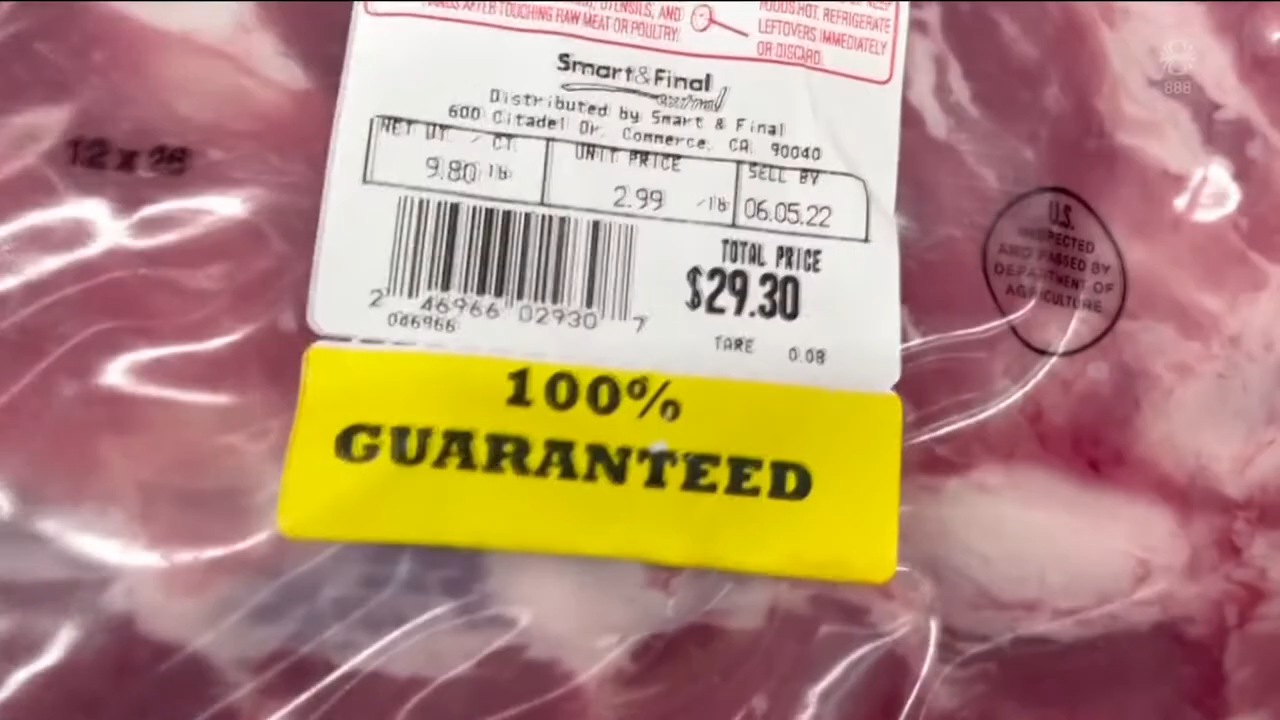 UTENSILS, AND
AFTER TOUCHING RAW MEAT OR POULTRY.
FOODS HOT. REFRIGERATE
LEFTOVERS IMMEDIATELY
OR DISCARD.
Smart&Final
Distributed by Smart & Final
600 Citadel Dr. Commerce, CA. 90040
NET WT. / CT.
UNIT PRICE
SELL BY
9.80 lb
2.99 /lb
06.05.22
TOTAL PRICE
$29.30
2 46966 02930 7
046966
TARE 0.08
100%
GUARANTEED
12 x 26
U.S.
INSPECTED
AND PASSED BY
DEPARTMENT OF
AGRICULTURE
888